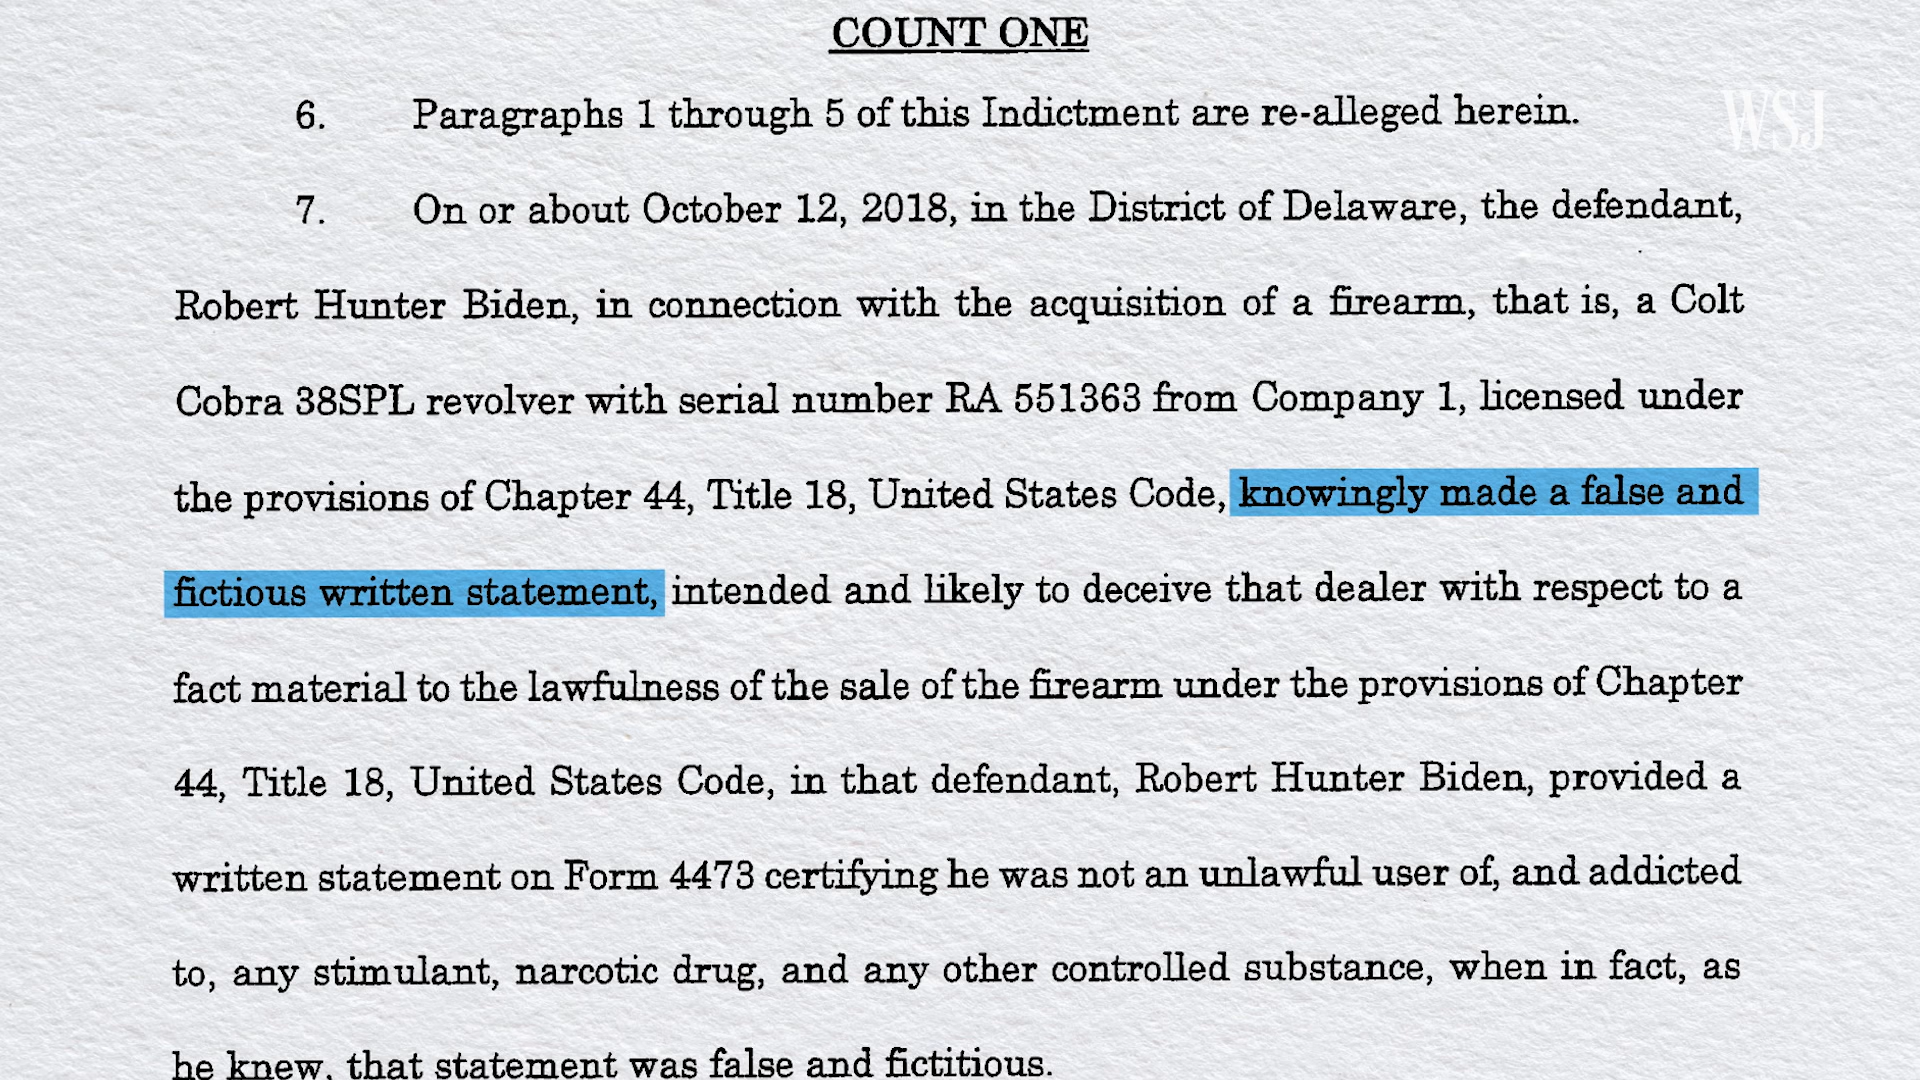 COUNT ONE
6. Paragraphs 1 through 5 of this Indictment are re-alleged herein.
WSJ
7. On or about October 12, 2018, in the District of Delaware, the defendant,
Robert Hunter Biden, in connection with the acquisition of a firearm, that is, a Colt
Cobra 38SPL revolver with serial number RA 551363 from Company 1, licensed under
the provisions of Chapter 44, Title 18, United States Code, knowingly made a false and
fictious written statement, intended and likely to deceive that dealer with respect to a
fact material to the lawfulness of the sale of the firearm under the provisions of Chapter
44, Title 18, United States Code, in that defendant, Robert Hunter Biden, provided a
written statement on Form 4473 certifying he was not an unlawful user of, and addicted
to, any stimulant, narcotic drug, and any other controlled substance, when in fact, as
he knew, that statement was false and fictitious.